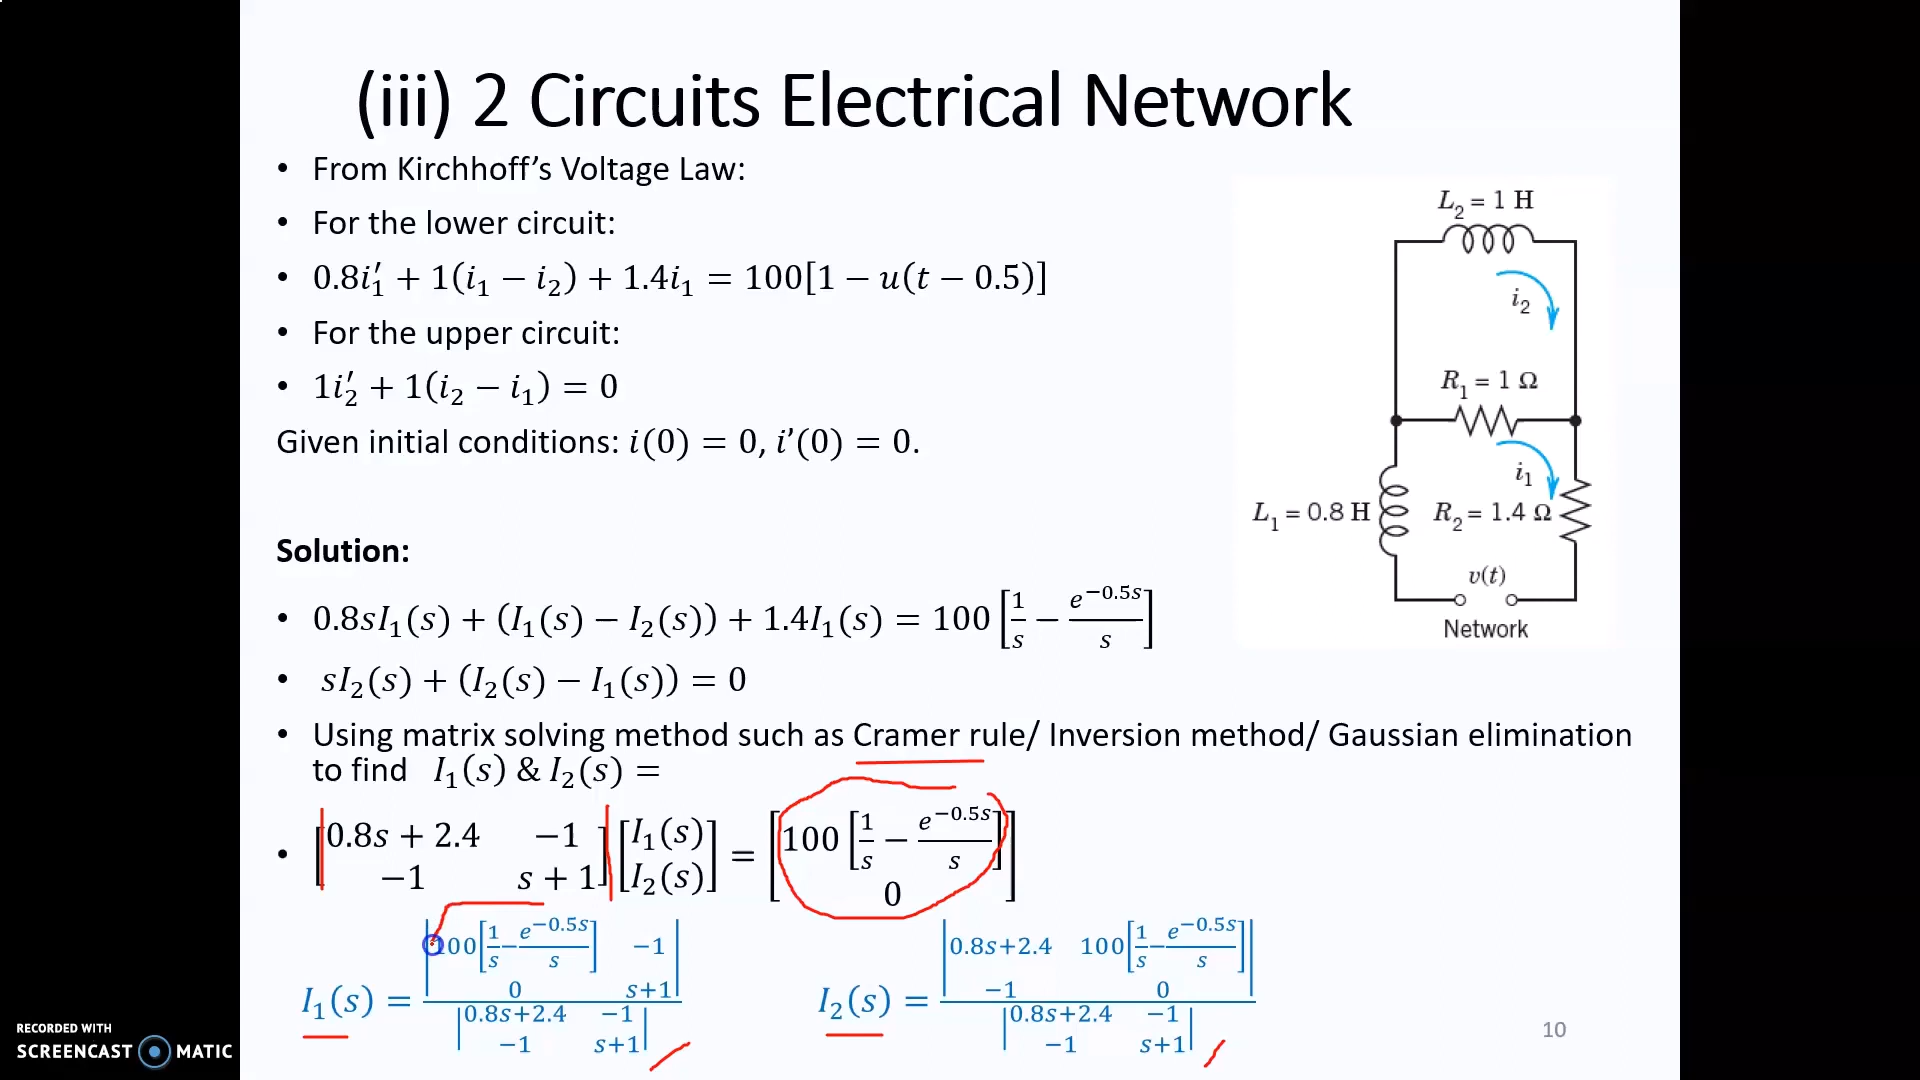 (iii) 2 Circuits Electrical Network
• From Kirchhoff’s Voltage Law:
• For the lower circuit:
• 0.8i₁′ + 1(i₁ − i₂) + 1.4i₁ = 100[1 − u(t − 0.5)]
• For the upper circuit:
• 1i₂′ + 1(i₂ − i₁) = 0
Given initial conditions: i(0) = 0, i’(0) = 0.
L₂ = 1 H
i₂
R₁ = 1 Ω
i₁
L₁ = 0.8 H
R₂ = 1.4 Ω
v(t)
Network
Solution:
• 0.8sI₁(s) + (I₁(s) − I₂(s)) + 1.4I₁(s) = 100 [1/s − e^−0.5s/s]
• sI₂(s) + (I₂(s) − I₁(s)) = 0
• Using matrix solving method such as Cramer rule/ Inversion method/ Gaussian elimination
to find I₁(s) & I₂(s) =
• [0.8s + 2.4 −1; −1 s + 1] [I₁(s); I₂(s)] = [100 [1/s − e^−0.5s/s]; 0]
I₁(s) = |100[1/s − e^−0.5s/s] −1; 0 s+1| / |0.8s+2.4 −1; −1 s+1|
I₂(s) = |0.8s+2.4 100[1/s − e^−0.5s/s]; −1 0| / |0.8s+2.4 −1; −1 s+1|
10
RECORDED WITH
SCREENCAST MATIC